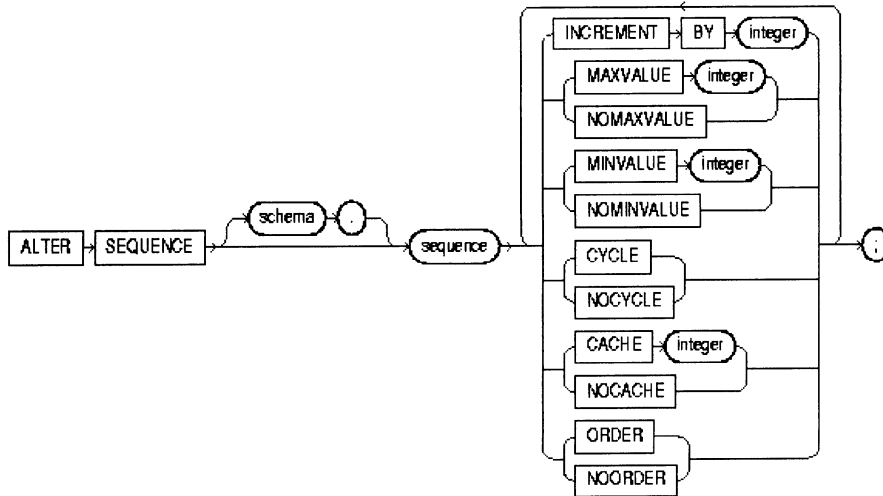 INCREMENT BY integer
MAXVALUE integer
NOMAXVALUE
MINVALUE integer
NOMINVALUE
schema .
ALTER SEQUENCE sequence ;
CYCLE
NOCYCLE
CACHE integer
NOCACHE
ORDER
NOORDER